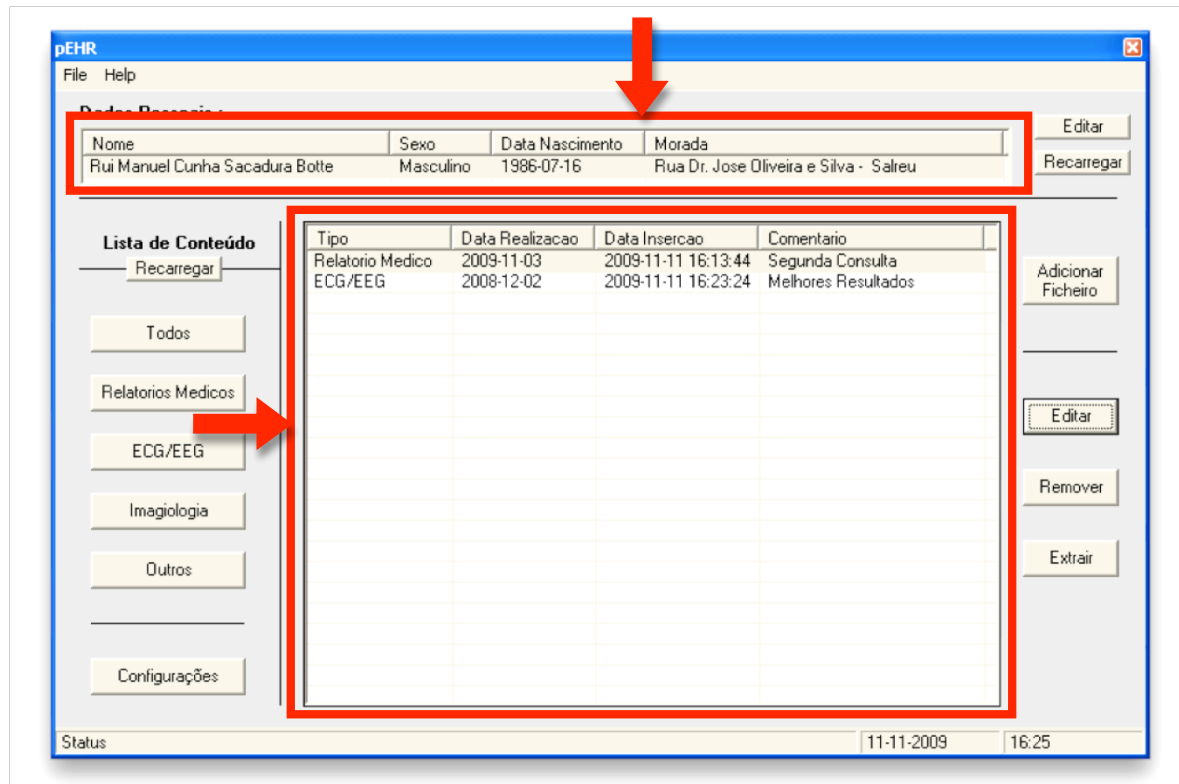 pEHR
File Help
Dados Pessoais :
Nome Sexo Data Nascimento Morada
Rui Manuel Cunha Sacadura Botte Masculino 1986-07-16 Rua Dr. Jose Oliveira e Silva - Salreu
Editar
Recarregar
Lista de Conteúdo
Recarregar
Todos
Relatorios Medicos
ECG/EEG
Imagiologia
Outros
Configurações
Tipo Data Realizacao Data Insercao Comentario
Relatorio Medico 2009-11-03 2009-11-11 16:13:44 Segunda Consulta
ECG/EEG 2008-12-02 2009-11-11 16:23:24 Melhores Resultados
Adicionar
Ficheiro
Editar
Remover
Extrair
Status 11-11-2009 16:25